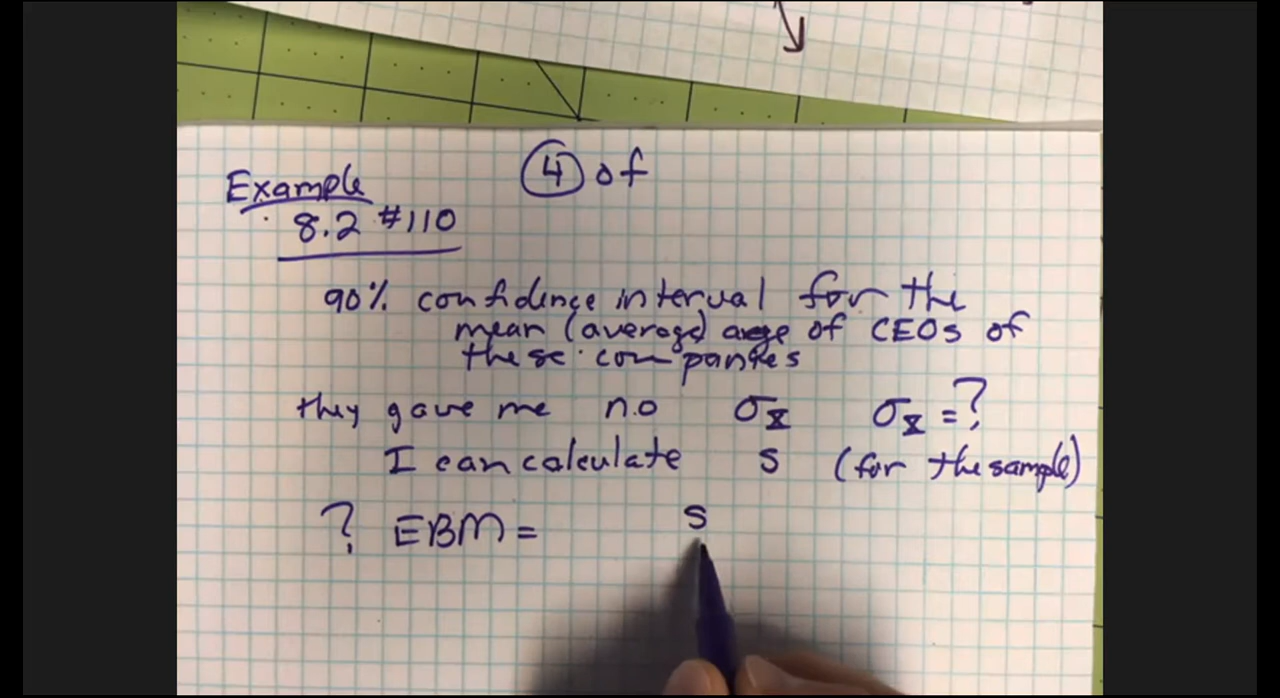 ④ of
Example
8.2 #110
90% confidence interval for the
mean (average) age of CEOs of
these companies
they gave me no σx σx = ?
I can calculate s (for the sample)
? EBM = s